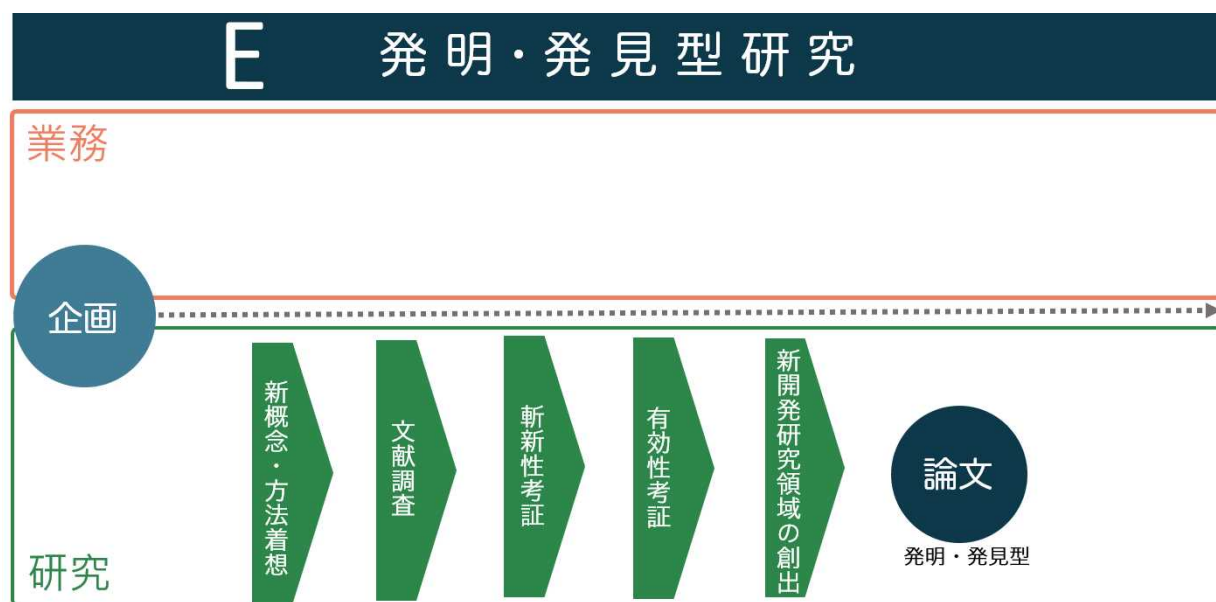 E 発明・発見型研究
業務
企画
新概念・方法着想
文献調査
斬新性考証
有効性考証
新開発研究領域の創出
論文
発明・発見型
研究